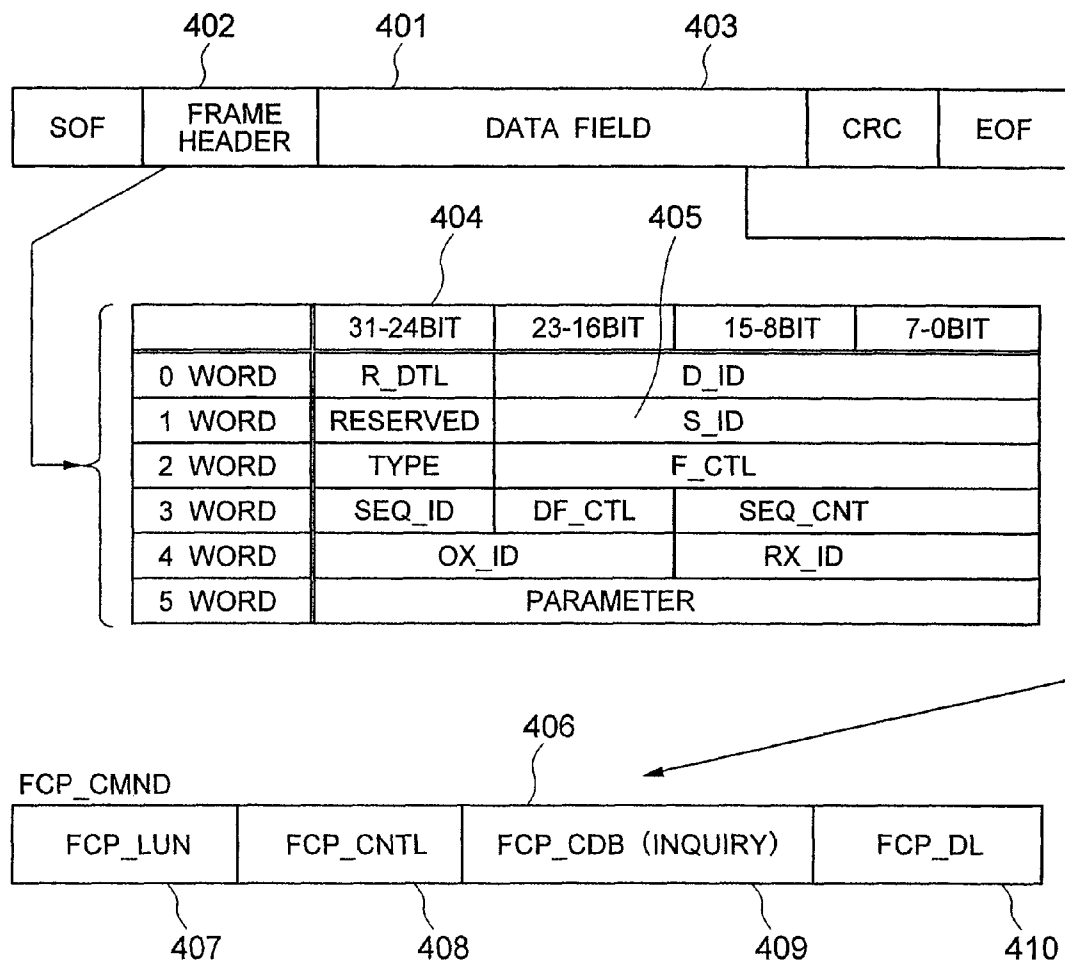 402 401 403
SOF FRAME HEADER DATA FIELD CRC EOF
404 405
31-24BIT 23-16BIT 15-8BIT 7-0BIT
0 WORD R_DTL D_ID
1 WORD RESERVED S_ID
2 WORD TYPE F_CTL
3 WORD SEQ_ID DF_CTL SEQ_CNT
4 WORD OX_ID RX_ID
5 WORD PARAMETER
406
FCP_CMND
FCP_LUN FCP_CNTL FCP_CDB (INQUIRY) FCP_DL
407 408 409 410